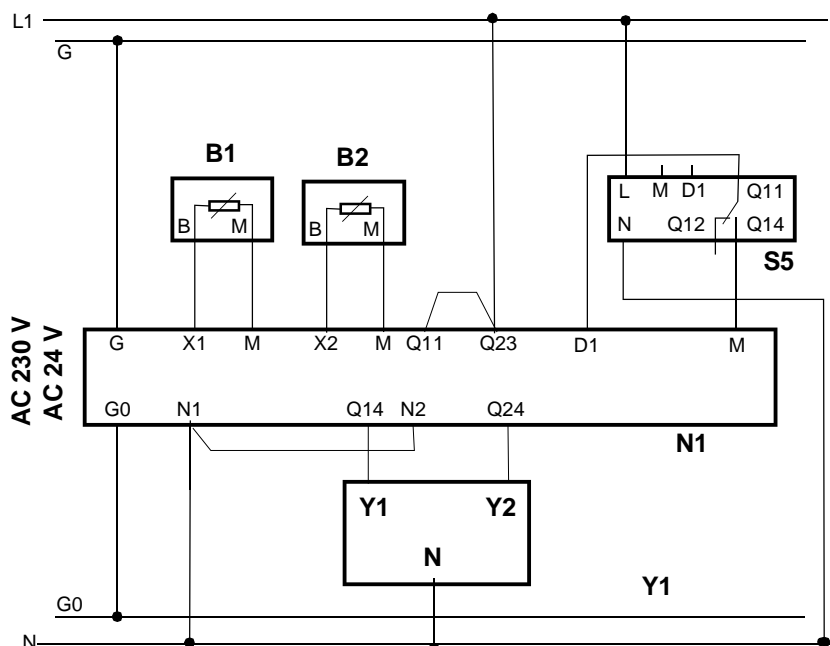 L1
G
B1 B2
B M B M
L M D1 Q11
N Q12 Q14
S5
AC 230 V
AC 24 V
G X1 M X2 M Q11 Q23 D1 M
G0 N1 Q14 N2 Q24
N1
Y1 Y2
N
Y1
G0
N